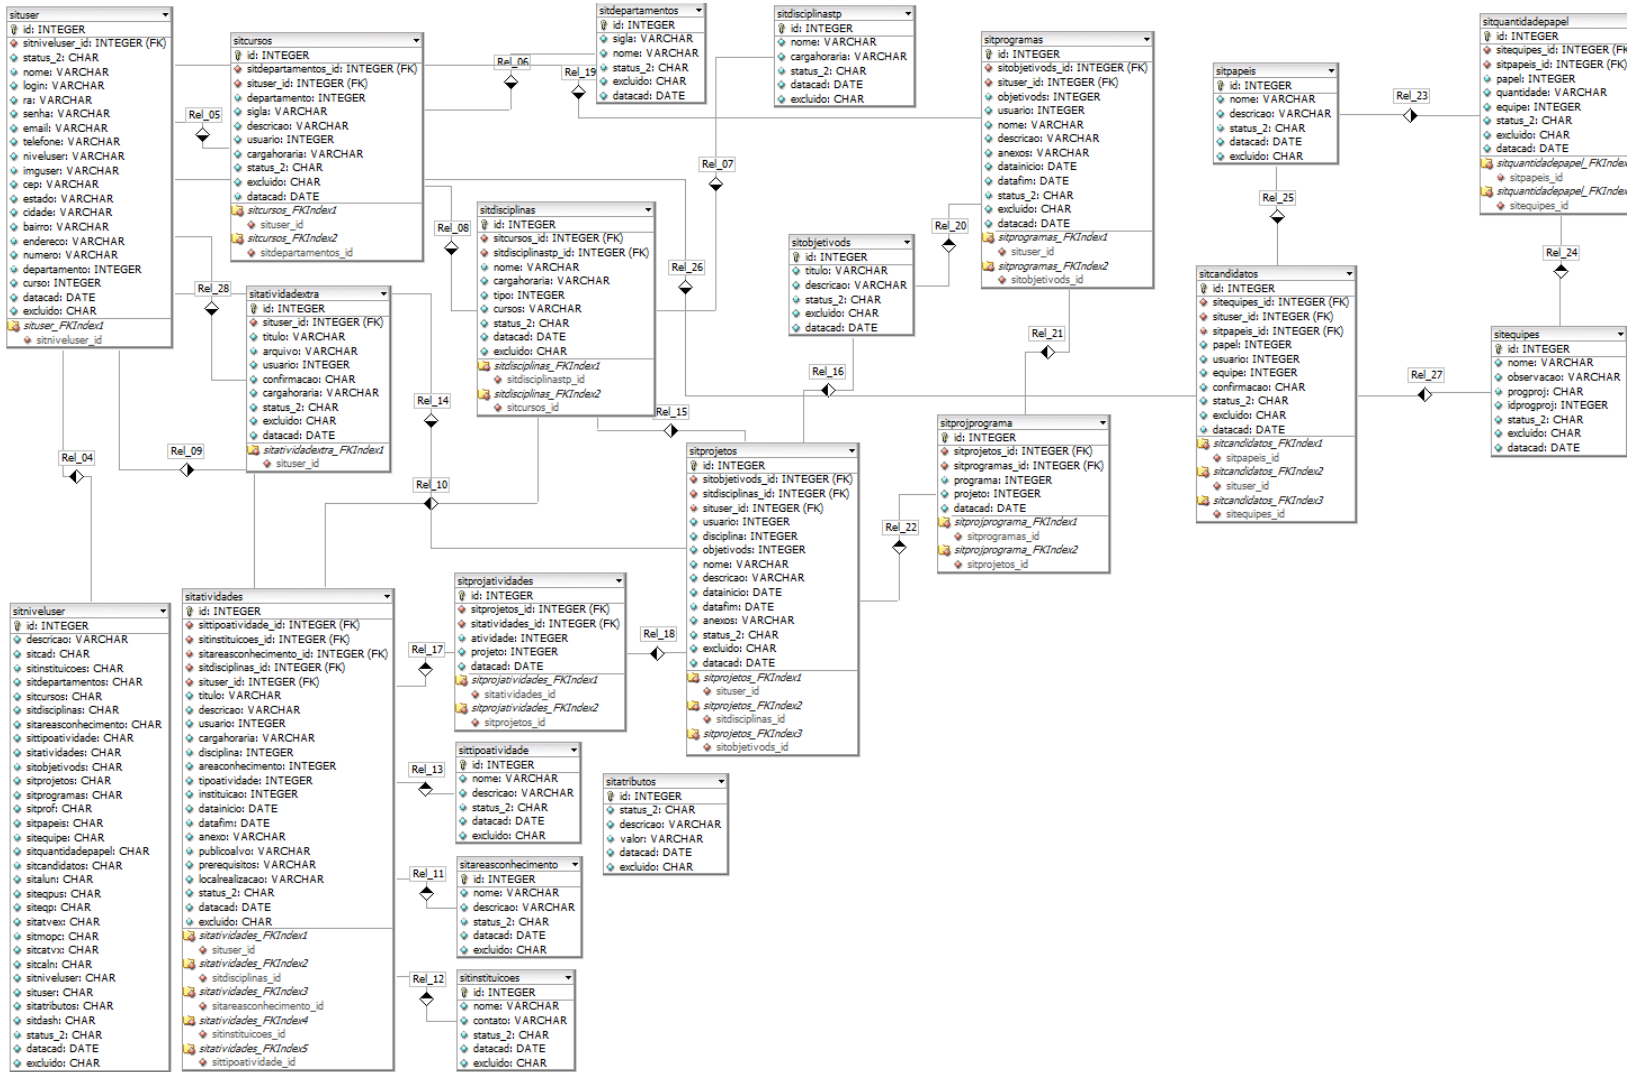 situser
id: INTEGER
sitniveluser_id: INTEGER (FK)
status_2: CHAR
nome: VARCHAR
login: VARCHAR
ra: VARCHAR
senha: VARCHAR
email: VARCHAR
telefone: VARCHAR
niveluser: VARCHAR
imguser: VARCHAR
cep: VARCHAR
estado: VARCHAR
cidade: VARCHAR
bairro: VARCHAR
endereco: VARCHAR
numero: VARCHAR
departamento: INTEGER
curso: INTEGER
datacad: DATE
excluido: CHAR
situser_FKIndex1
sitniveluser_id
sitcursos
id: INTEGER
sitdepartamentos_id: INTEGER (FK)
situser_id: INTEGER (FK)
departamento: INTEGER
sigla: VARCHAR
descricao: VARCHAR
usuario: INTEGER
cargahoraria: VARCHAR
status_2: CHAR
excluido: CHAR
datacad: DATE
sitcursos_FKIndex1
situser_id
sitcursos_FKIndex2
sitdepartamentos_id
sitdepartamentos
id: INTEGER
sigla: VARCHAR
nome: VARCHAR
status_2: CHAR
excluido: CHAR
datacad: DATE
sitdisciplinastp
id: INTEGER
nome: VARCHAR
cargahoraria: VARCHAR
status_2: CHAR
datacad: DATE
excluido: CHAR
sitprogramas
id: INTEGER
sitobjetivods_id: INTEGER (FK)
situser_id: INTEGER (FK)
objetivods: INTEGER
usuario: INTEGER
nome: VARCHAR
descricao: VARCHAR
anexos: VARCHAR
datainicio: DATE
datafim: DATE
status_2: CHAR
excluido: CHAR
datacad: DATE
sitprogramas_FKIndex1
situser_id
sitprogramas_FKIndex2
sitobjetivods_id
sitpapeis
id: INTEGER
nome: VARCHAR
descricao: VARCHAR
status_2: CHAR
datacad: DATE
excluido: CHAR
sitquantidadepapel
id: INTEGER
sitequipes_id: INTEGER (FK
sitpapeis_id: INTEGER (FK)
papel: INTEGER
quantidade: VARCHAR
equipe: INTEGER
status_2: CHAR
excluido: CHAR
datacad: DATE
sitquantidadepapel_FKIndex
sitpapeis_id
sitquantidadepapel_FKIndex
sitequipes_id
Rel_05
Rel_06
Rel_19
Rel_23
Rel_07
Rel_25
Rel_08
Rel_20
Rel_24
Rel_26
Rel_28
sitdisciplinas
id: INTEGER
sitcursos_id: INTEGER (FK)
sitdisciplinastp_id: INTEGER (FK)
nome: VARCHAR
cargahoraria: VARCHAR
tipo: INTEGER
cursos: VARCHAR
status_2: CHAR
datacad: DATE
excluido: CHAR
sitdisciplinas_FKIndex1
sitdisciplinastp_id
sitdisciplinas_FKIndex2
sitcursos_id
sitobjetivods
id: INTEGER
titulo: VARCHAR
descricao: VARCHAR
status_2: CHAR
excluido: CHAR
datacad: DATE
sitcandidatos
id: INTEGER
sitequipes_id: INTEGER (FK)
situser_id: INTEGER (FK)
sitpapeis_id: INTEGER (FK)
papel: INTEGER
usuario: INTEGER
equipe: INTEGER
confirmacao: CHAR
status_2: CHAR
excluido: CHAR
datacad: DATE
sitcandidatos_FKIndex1
sitpapeis_id
sitcandidatos_FKIndex2
situser_id
sitcandidatos_FKIndex3
sitequipes_id
sitatividadextra
id: INTEGER
situser_id: INTEGER (FK)
titulo: VARCHAR
arquivo: VARCHAR
usuario: INTEGER
confirmacao: CHAR
cargahoraria: VARCHAR
status_2: CHAR
excluido: CHAR
datacad: DATE
sitatividadextra_FKIndex1
situser_id
sitequipes
id: INTEGER
nome: VARCHAR
observacao: VARCHAR
progproj: CHAR
idprogproj: INTEGER
status_2: CHAR
excluido: CHAR
datacad: DATE
Rel_21
Rel_16
Rel_27
Rel_14
Rel_15
Rel_04
Rel_09
Rel_10
Rel_22
sitprojetos
id: INTEGER
sitobjetivods_id: INTEGER (FK)
sitdisciplinas_id: INTEGER (FK)
situser_id: INTEGER (FK)
usuario: INTEGER
disciplina: INTEGER
objetivods: INTEGER
nome: VARCHAR
descricao: VARCHAR
datainicio: DATE
datafim: DATE
anexos: VARCHAR
status_2: CHAR
excluido: CHAR
datacad: DATE
sitprojetos_FKIndex1
situser_id
sitprojetos_FKIndex2
sitdisciplinas_id
sitprojetos_FKIndex3
sitobjetivods_id
sitprojprograma
id: INTEGER
sitprojetos_id: INTEGER (FK)
sitprogramas_id: INTEGER (FK)
programa: INTEGER
projeto: INTEGER
datacad: DATE
sitprojprograma_FKIndex1
sitprogramas_id
sitprojprograma_FKIndex2
sitprojetos_id
sitniveluser
id: INTEGER
descricao: VARCHAR
sitcad: CHAR
sitinstituicoes: CHAR
sitdepartamentos: CHAR
sitcursos: CHAR
sitdisciplinas: CHAR
sitareasconhecimento: CHAR
sittipoatividade: CHAR
sitatividades: CHAR
sitobjetivods: CHAR
sitprojetos: CHAR
sitprogramas: CHAR
sitprof: CHAR
sitpapeis: CHAR
sitequipe: CHAR
sitquantidadepapel: CHAR
sitcandidatos: CHAR
sitalun: CHAR
siteqpus: CHAR
siteqp: CHAR
sitatvex: CHAR
sitmopc: CHAR
sitcatvx: CHAR
sitcaln: CHAR
sitniveluser: CHAR
situser: CHAR
sitatributos: CHAR
sitdash: CHAR
status_2: CHAR
datacad: DATE
excluido: CHAR
sitatividades
id: INTEGER
sittipoatividade_id: INTEGER (FK)
sitinstituicoes_id: INTEGER (FK)
sitareasconhecimento_id: INTEGER (FK)
sitdisciplinas_id: INTEGER (FK)
situser_id: INTEGER (FK)
titulo: VARCHAR
descricao: VARCHAR
usuario: INTEGER
cargahoraria: VARCHAR
disciplina: INTEGER
areaconhecimento: INTEGER
tipoatividade: INTEGER
instituicao: INTEGER
datainicio: DATE
datafim: DATE
anexo: VARCHAR
publicoalvo: VARCHAR
prerequisitos: VARCHAR
localrealizacao: VARCHAR
status_2: CHAR
datacad: DATE
excluido: CHAR
sitatividades_FKIndex1
situser_id
sitatividades_FKIndex2
sitdisciplinas_id
sitatividades_FKIndex3
sitareasconhecimento_id
sitatividades_FKIndex4
sitinstituicoes_id
sitatividades_FKIndex5
sittipoatividade_id
sitprojatividades
id: INTEGER
sitprojetos_id: INTEGER (FK)
sitatividades_id: INTEGER (FK)
atividade: INTEGER
projeto: INTEGER
datacad: DATE
sitprojatividades_FKIndex1
sitatividades_id
sitprojatividades_FKIndex2
sitprojetos_id
Rel_17
Rel_18
Rel_13
Rel_11
Rel_12
sittipoatividade
id: INTEGER
nome: VARCHAR
descricao: VARCHAR
status_2: CHAR
datacad: DATE
excluido: CHAR
sitatributos
id: INTEGER
status_2: CHAR
descricao: VARCHAR
valor: VARCHAR
datacad: DATE
excluido: CHAR
sitareasconhecimento
id: INTEGER
nome: VARCHAR
descricao: VARCHAR
status_2: CHAR
datacad: DATE
excluido: CHAR
sitinstituicoes
id: INTEGER
nome: VARCHAR
contato: VARCHAR
status_2: CHAR
datacad: DATE
excluido: CHAR